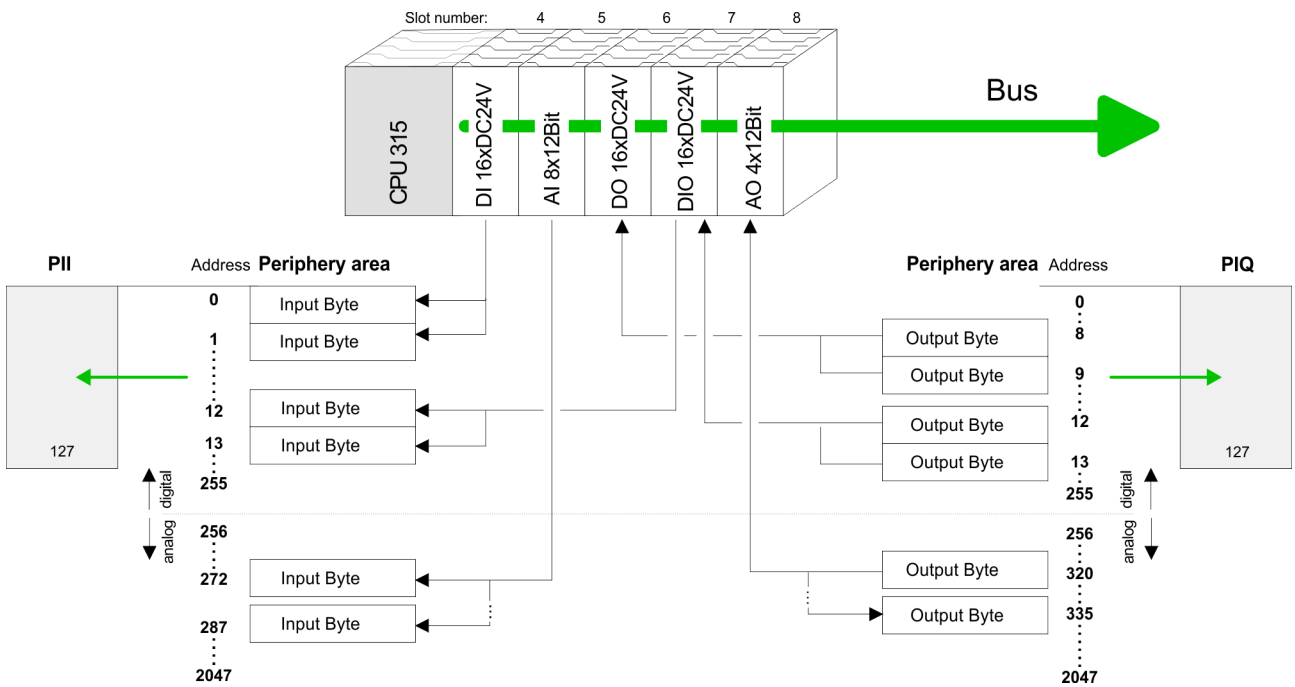 Slot number: 4 5 6 7 8
CPU 315
DI 16xDC24V
AI 8x12Bit
DO 16xDC24V
DIO 16xDC24V
AO 4x12Bit
Bus
PII
Address Periphery area
0 Input Byte
1 Input Byte
12 Input Byte
13 Input Byte
127
255
digital
analog
256
272 Input Byte
287 Input Byte
2047
Periphery area Address
PIQ
0
Output Byte 8
Output Byte 9
Output Byte 12
Output Byte 13
127
255
digital
analog
256
Output Byte 320
Output Byte 335
2047